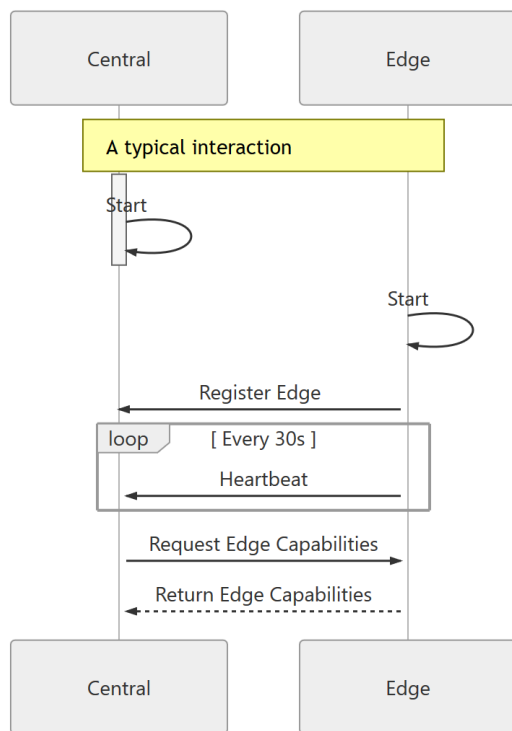 Central
Edge
A typical interaction
Start
Start
Register Edge
loop
[ Every 30s ]
Heartbeat
Request Edge Capabilities
Return Edge Capabilities
Central
Edge